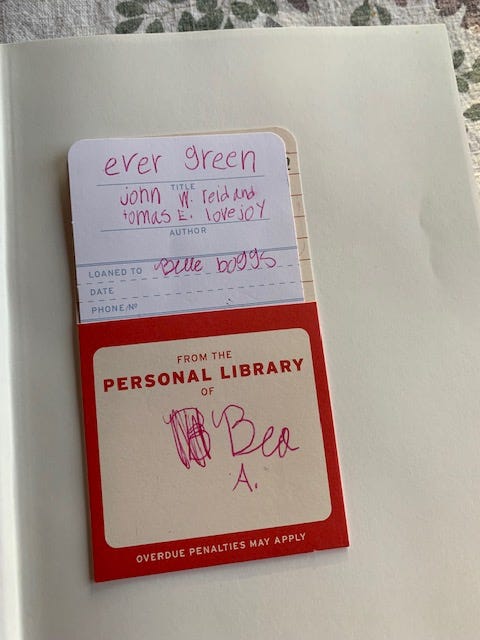 ever green
TITLE
john W. reid and
tomas E. lovejoy
AUTHOR
LOANED TO Belle boggs
DATE
PHONE/Nº
FROM THE
PERSONAL LIBRARY
OF
Bea
A.
OVERDUE PENALTIES MAY APPLY